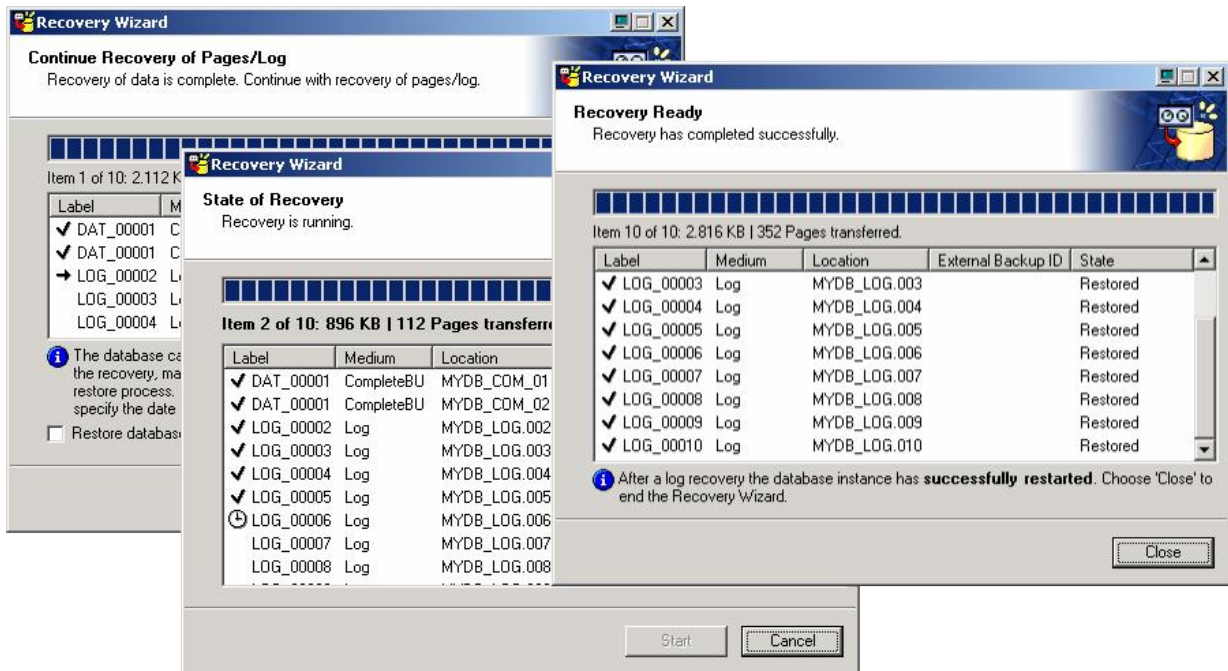 Recovery Wizard
Continue Recovery of Pages/Log
Recovery of data is complete. Continue with recovery of pages/log.
Item 1 of 10: 2.112 K
Label M
DAT_00001 C
DAT_00001 C
LOG_00002 Lo
LOG_00003 L
LOG_00004 L
The database ca
the recovery, ma
restore process.
specify the date
Restore databas
Recovery Wizard
State of Recovery
Recovery is running.
Item 2 of 10: 896 KB | 112 Pages transferre
Label Medium Location
DAT_00001 CompleteBU MYDB_COM_01
DAT_00001 CompleteBU MYDB_COM_02
LOG_00002 Log MYDB_LOG.002
LOG_00003 Log MYDB_LOG.003
LOG_00004 Log MYDB_LOG.004
LOG_00005 Log MYDB_LOG.005
LOG_00006 Log MYDB_LOG.006
LOG_00007 Log MYDB_LOG.007
LOG_00008 Log MYDB_LOG.008
Start Cancel
Recovery Wizard
Recovery Ready
Recovery has completed successfully.
Item 10 of 10: 2.816 KB | 352 Pages transferred.
Label Medium Location External Backup ID State
LOG_00003 Log MYDB_LOG.003 Restored
LOG_00004 Log MYDB_LOG.004 Restored
LOG_00005 Log MYDB_LOG.005 Restored
LOG_00006 Log MYDB_LOG.006 Restored
LOG_00007 Log MYDB_LOG.007 Restored
LOG_00008 Log MYDB_LOG.008 Restored
LOG_00009 Log MYDB_LOG.009 Restored
LOG_00010 Log MYDB_LOG.010 Restored
After a log recovery the database instance has successfully restarted. Choose 'Close' to
end the Recovery Wizard.
Close